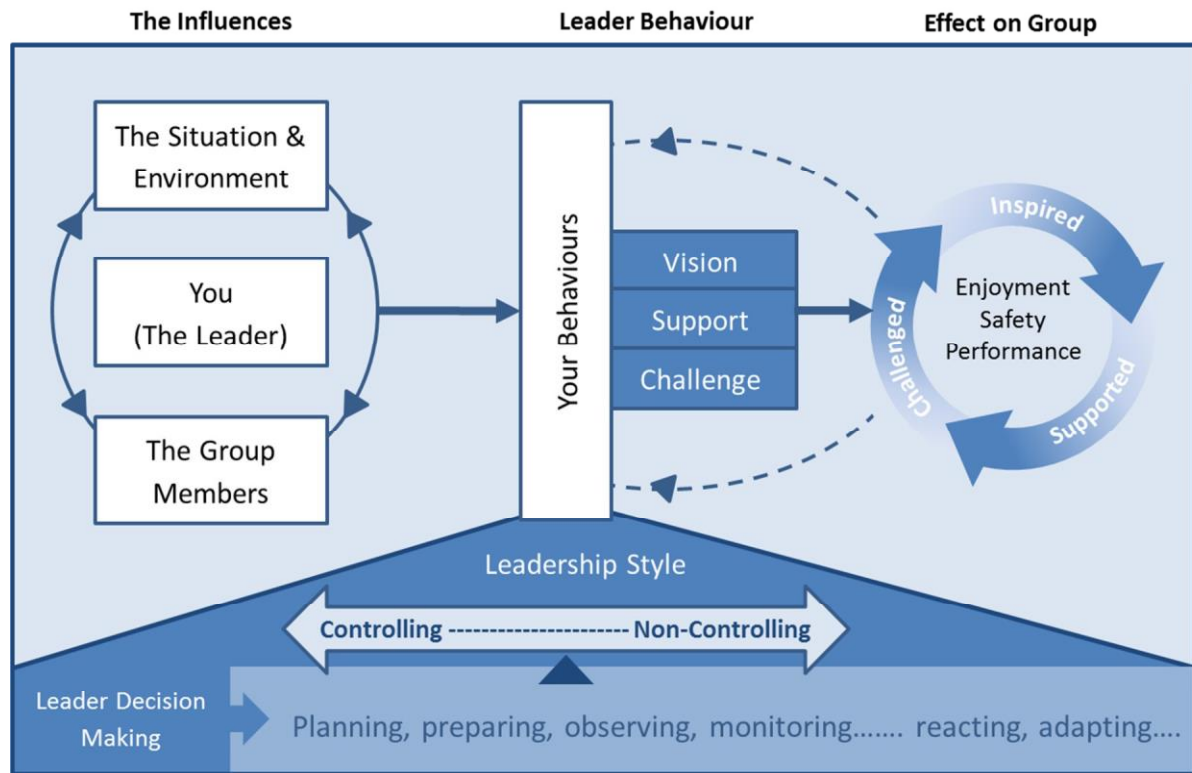 The Influences
Leader Behaviour
Effect on Group
The Situation &
Environment
You
(The Leader)
The Group
Members
Your Behaviours
Vision
Support
Challenge
Inspired
Challenged
Supported
Enjoyment
Safety
Performance
Leadership Style
Controlling ----------------------- Non-Controlling
Leader Decision
Making
Planning, preparing, observing, monitoring……. reacting, adapting….